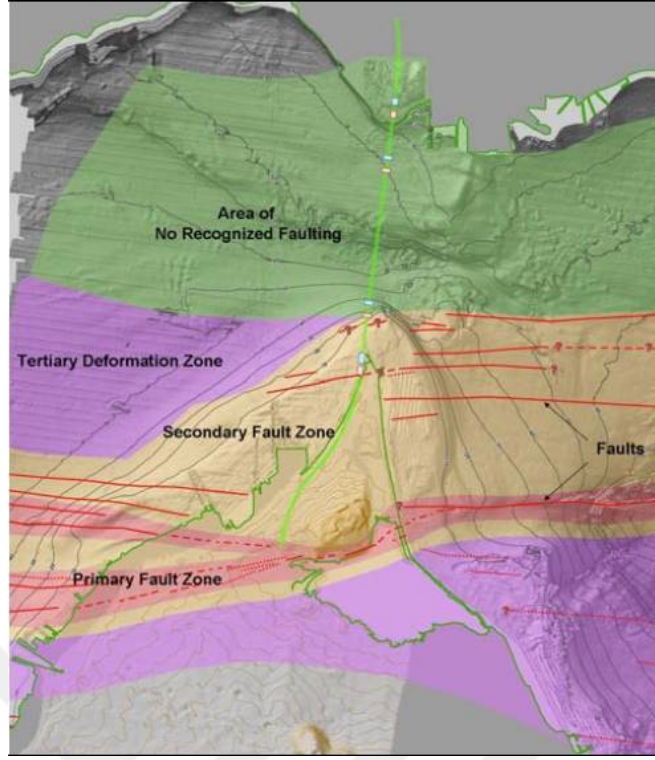 Area of
No Recognized Faulting
Tertiary Deformation Zone
Secondary Fault Zone
Faults
Primary Fault Zone
?
?
?
?
?
?
?